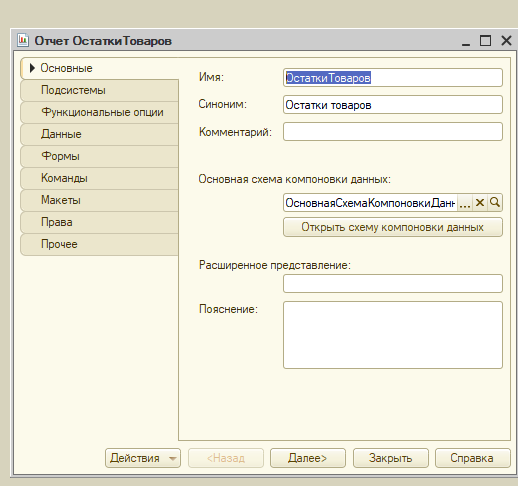 Отчет ОстаткиТоваров
Основные
Подсистемы
Функциональные опции
Данные
Формы
Команды
Макеты
Права
Прочее
Имя: ОстаткиТоваров
Синоним: Остатки товаров
Комментарий:
Основная схема компоновки данных:
ОсновнаяСхемаКомпоновкиДанн ...
Открыть схему компоновки данных
Расширенное представление:
Пояснение:
Действия <Назад Далее> Закрыть Справка